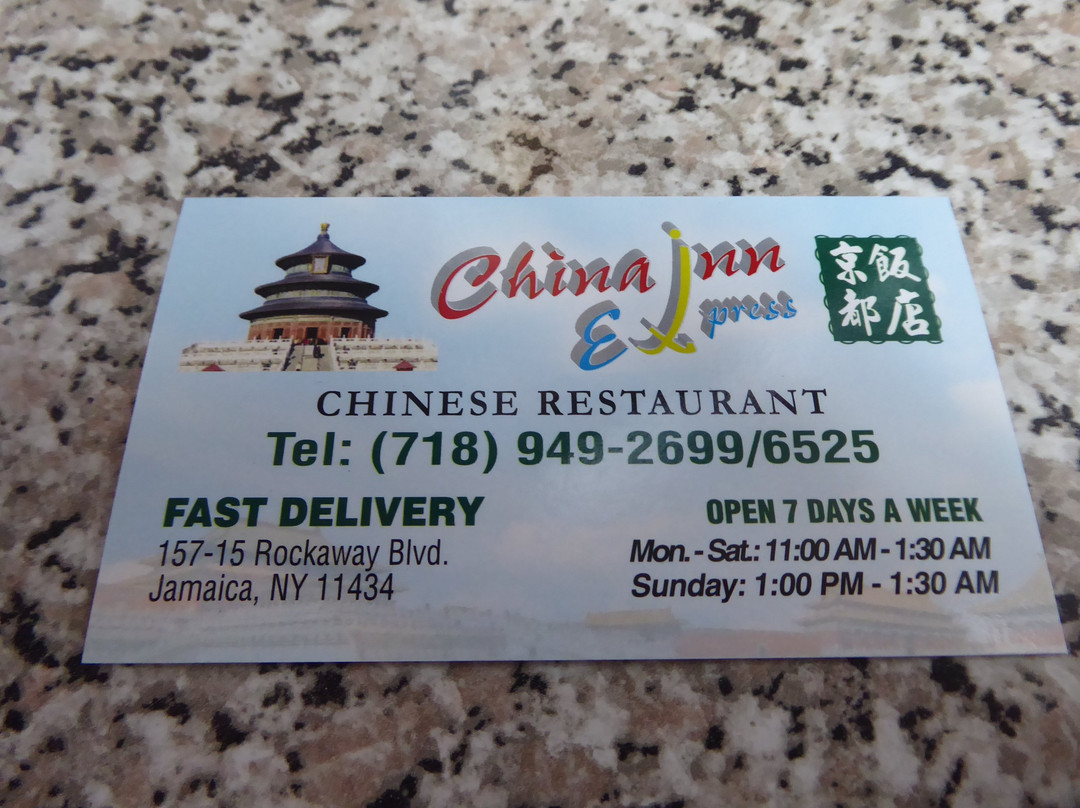 China Inn
Express
京都
飯店
CHINESE RESTAURANT
Tel: (718) 949-2699/6525
FAST DELIVERY
157-15 Rockaway Blvd.
Jamaica, NY 11434
OPEN 7 DAYS A WEEK
Mon. - Sat.: 11:00 AM - 1:30 AM
Sunday: 1:00 PM - 1:30 AM